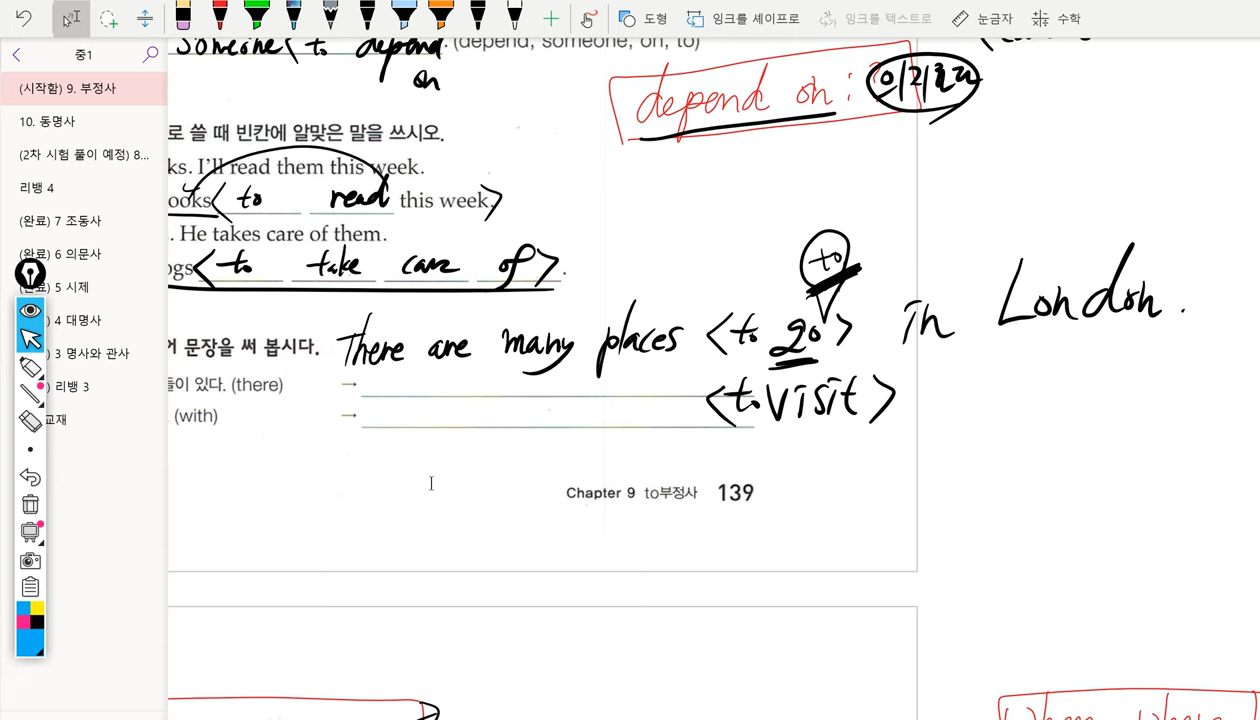 도형
잉크를 셰이프로
잉크를 텍스트로
눈금자
수학
중1
(시작함) 9. 부정사
10. 동명사
(2차 시험 풀이 예정) 8...
리뱅 4
(완료) 7 조동사
(완료) 6 의문사
) 5 시제
) 4 대명사
) 3 명사와 관사
) 리뱅 3
교재
someone < to depend (depend, someone, on, to)
on
depend on : 의지하다
로 쓸 때 빈칸에 알맞은 말을 쓰시오.
ks. I'll read them this week.
ooks < to read this week, >
. He takes care of them.
ogs < to take care of > .
to
어 문장을 써 봅시다. There are many places < to go > in London.
들이 있다. (there) →
< to visit >
(with) →
Chapter 9 to부정사 139